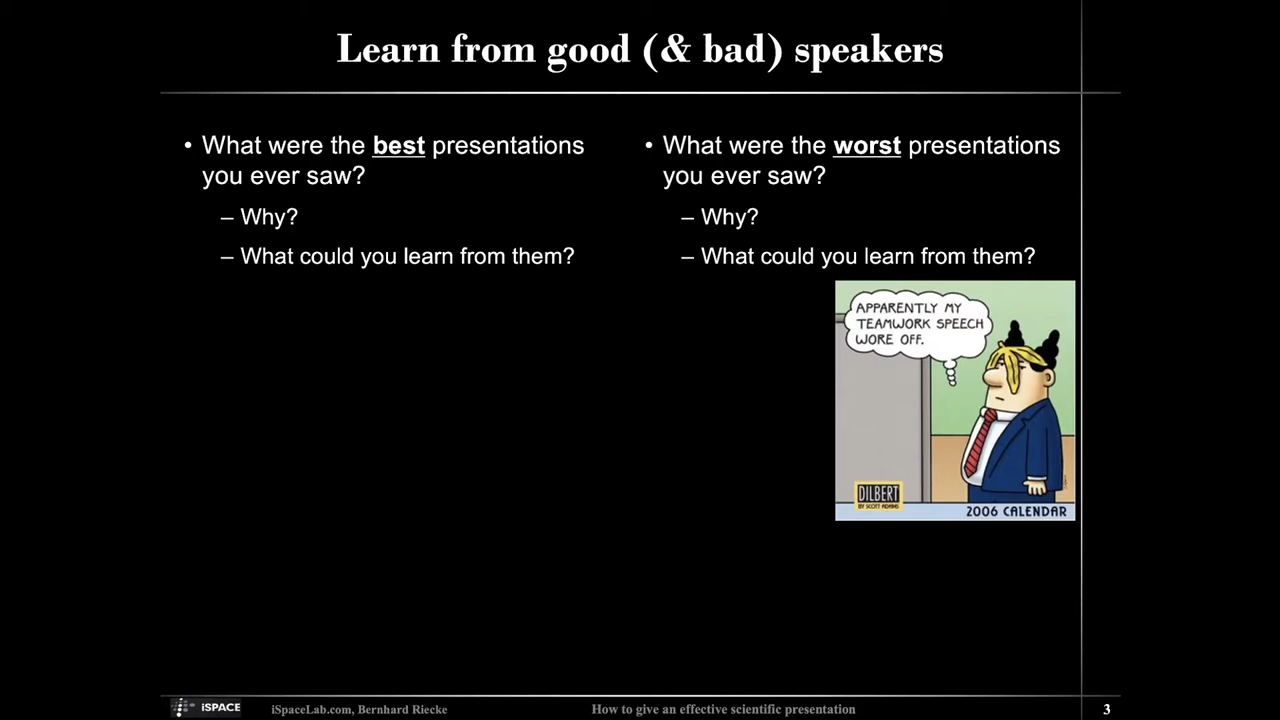 Learn from good (& bad) speakers
• What were the best presentations
you ever saw?
– Why?
– What could you learn from them?
• What were the worst presentations
you ever saw?
– Why?
– What could you learn from them?
APPARENTLY MY
TEAMWORK SPEECH
WORE OFF.
DILBERT
BY SCOTT ADAMS
2006 CALENDAR
iSPACE
iSpaceLab.com, Bernhard Riecke
How to give an effective scientific presentation
3